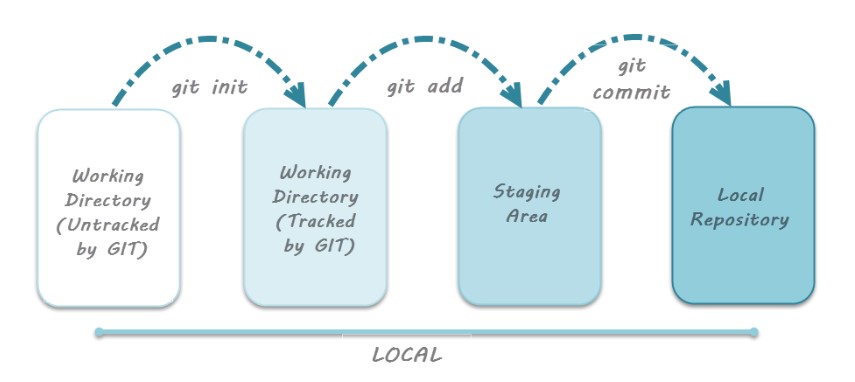 git init
git add
git
commit
Working
Directory
(Untracked
by GIT)
Working
Directory
(Tracked
by GIT)
Staging
Area
Local
Repository
LOCAL